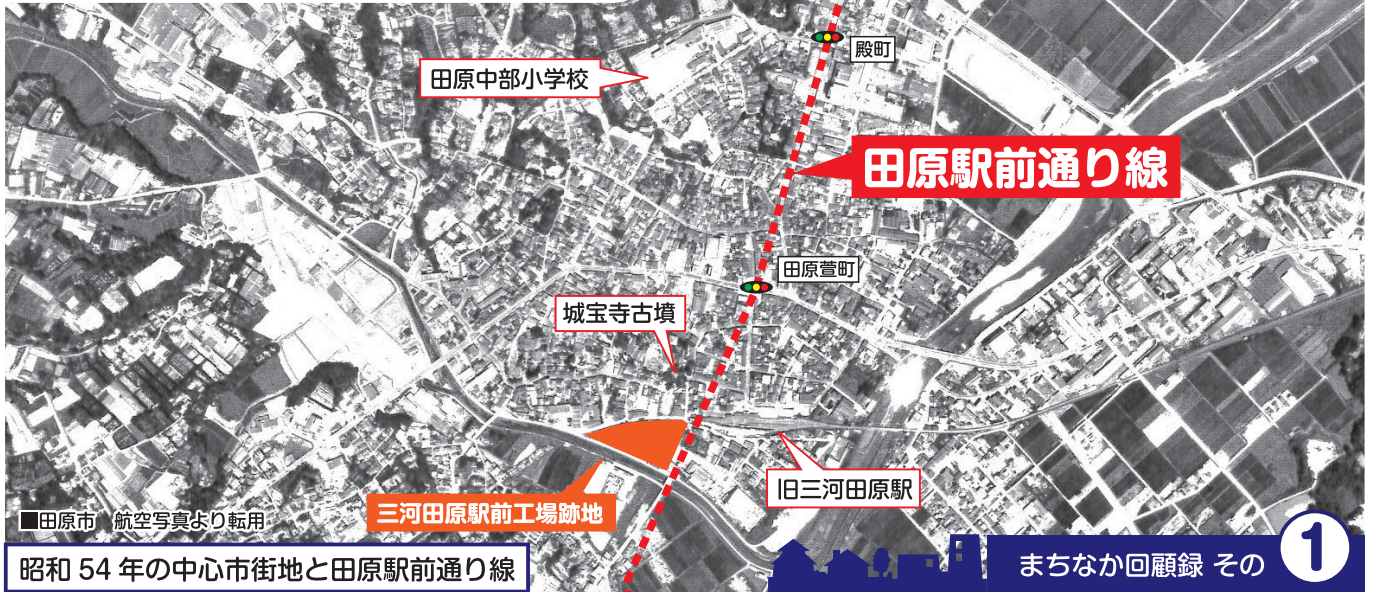 殿町
田原中部小学校
田原駅前通り線
田原萱町
城宝寺古墳
旧三河田原駅
三河田原駅前工場跡地
■田原市 航空写真より転用
昭和 54 年の中心市街地と田原駅前通り線
まちなか回顧録 その 1